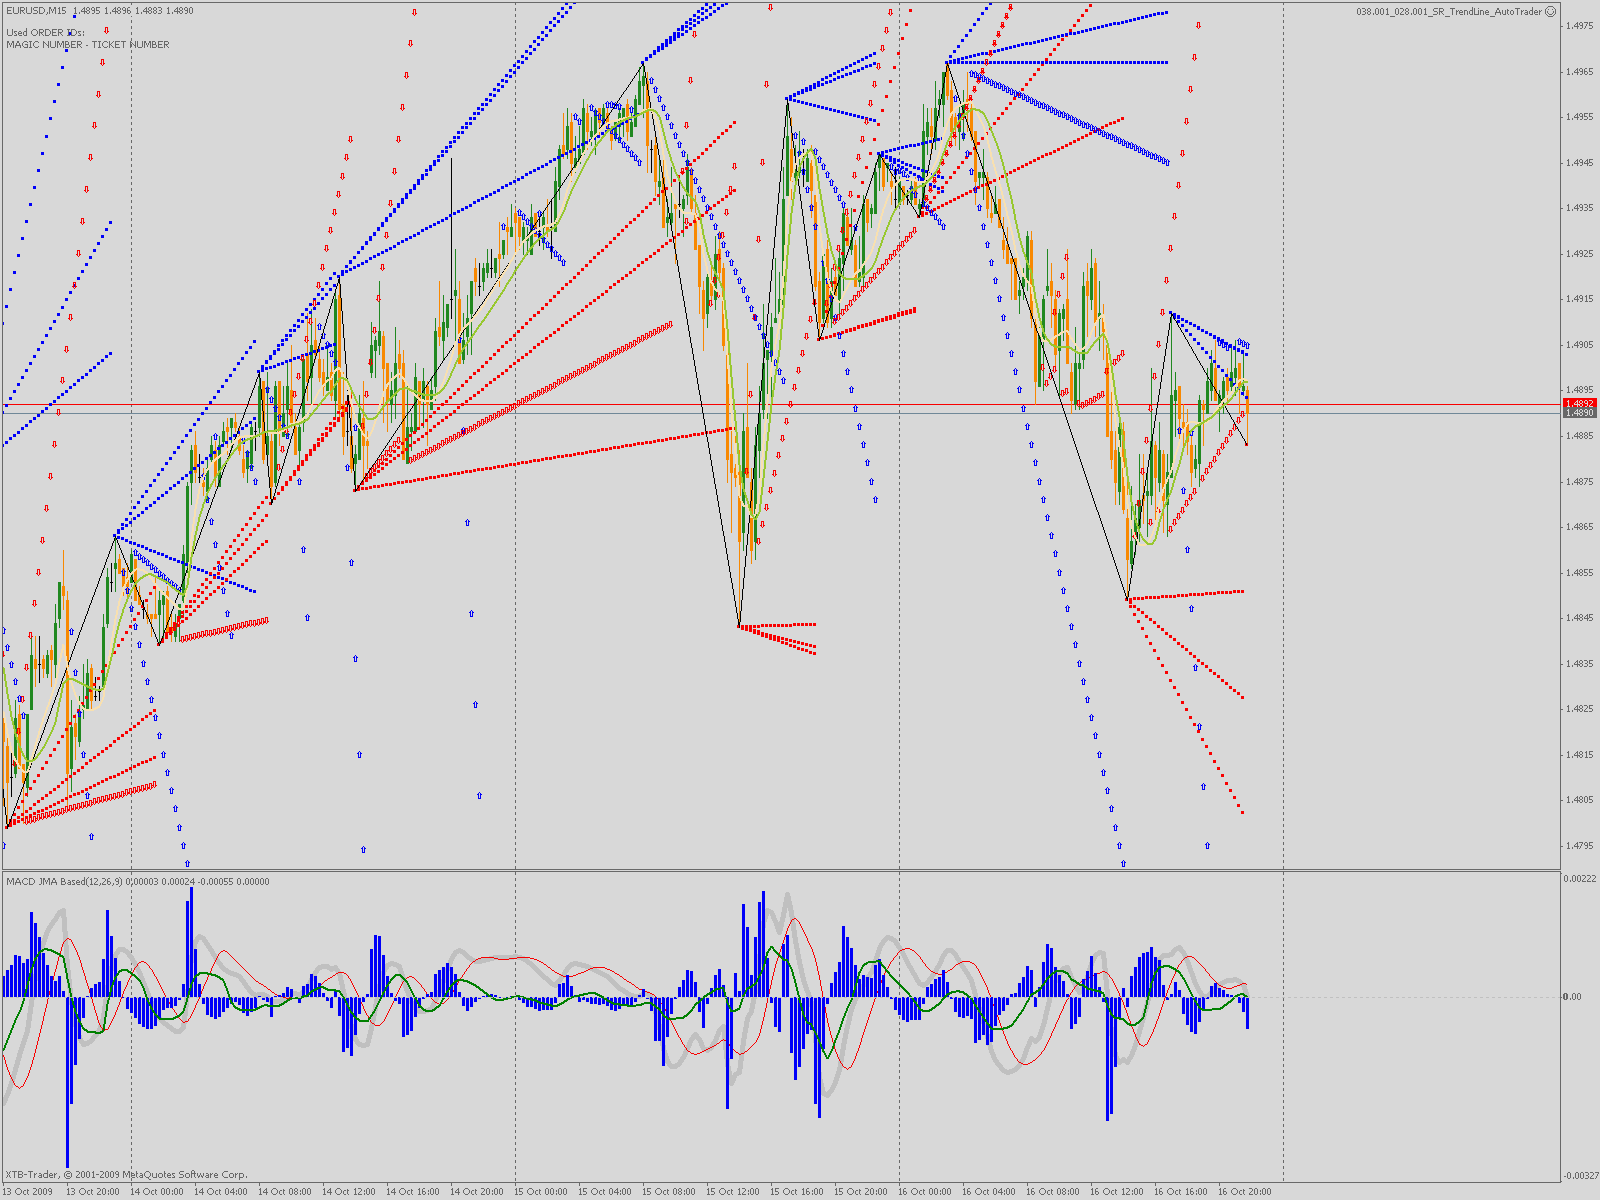 EURUSD,M15  1.4895 1.4896 1.4883 1.4890
038.001_028.001_SR_TrendLine_AutoTrader
Used ORDER IDs:
MAGIC NUMBER - TICKET NUMBER
1.4975
1.4965
1.4955
1.4945
1.4935
1.4925
1.4915
1.4905
1.4895
1.4892
1.4890
1.4885
1.4875
1.4865
1.4855
1.4845
1.4835
1.4825
1.4815
1.4805
1.4795
MACD JMA Based(12,26,9) 0.00003 0.00024 -0.00055 0.00000
0.00222
0.00
-0.00327
XTB-Trader, © 2001-2009 MetaQuotes Software Corp.
13 Oct 2009
13 Oct 20:00
14 Oct 00:00
14 Oct 04:00
14 Oct 08:00
14 Oct 12:00
14 Oct 16:00
14 Oct 20:00
15 Oct 00:00
15 Oct 04:00
15 Oct 08:00
15 Oct 12:00
15 Oct 16:00
15 Oct 20:00
16 Oct 00:00
16 Oct 04:00
16 Oct 08:00
16 Oct 12:00
16 Oct 16:00
16 Oct 20:00